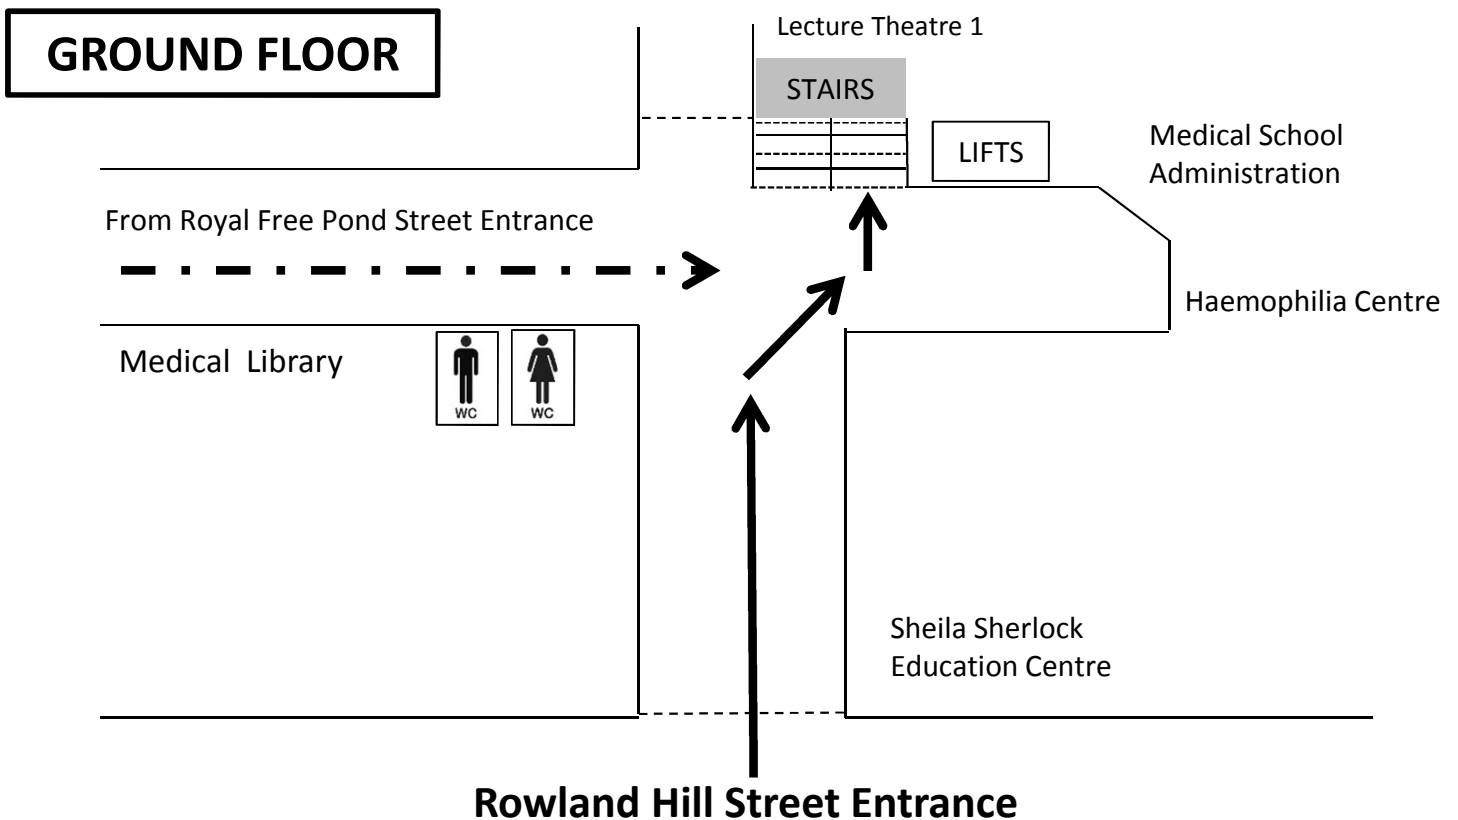 GROUND FLOOR
Lecture Theatre 1
STAIRS
LIFTS
Medical School
Administration
From Royal Free Pond Street Entrance
Haemophilia Centre
Medical Library
WC
WC
Sheila Sherlock
Education Centre
Rowland Hill Street Entrance